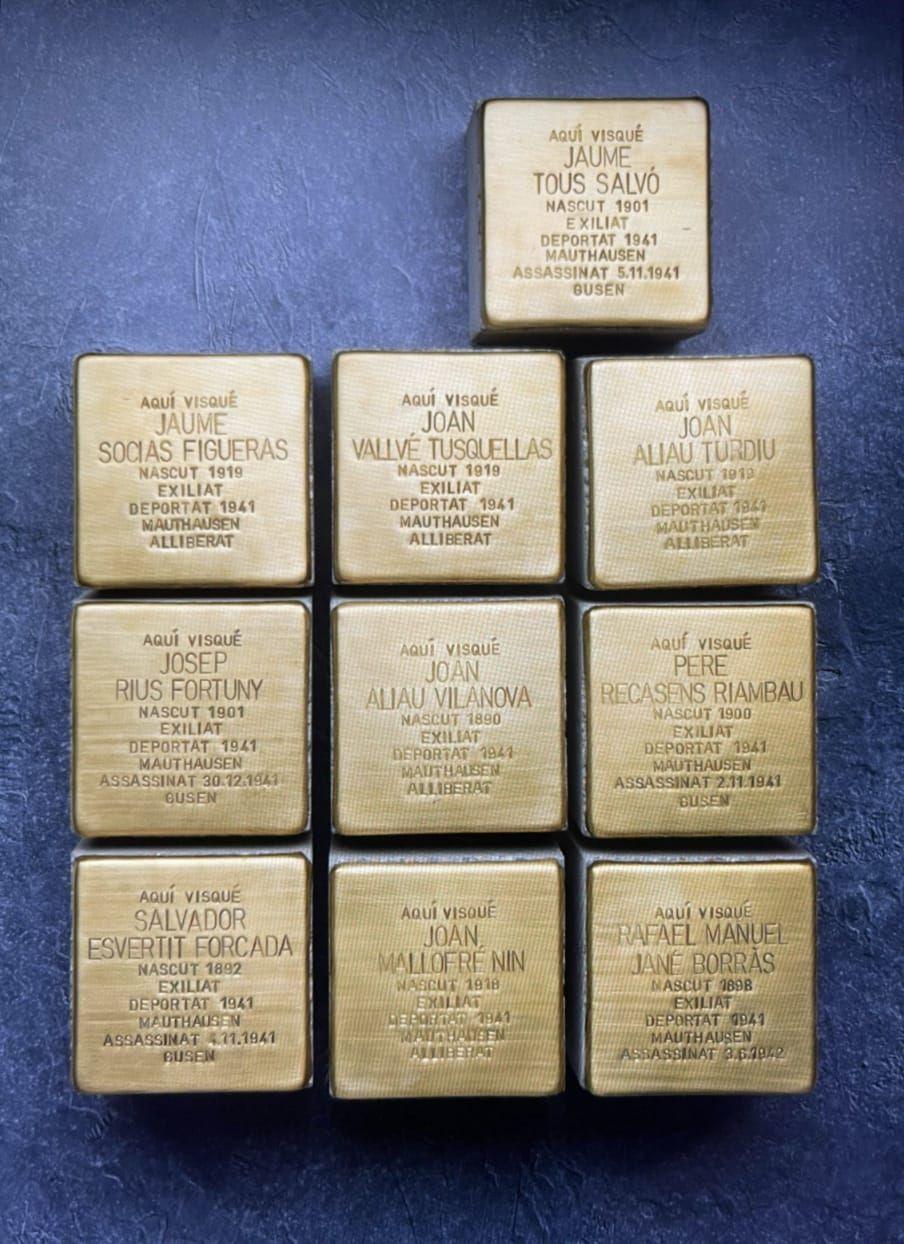 AQUÍ VISQUÉ
JAUME
TOUS SALVÓ
NASCUT 1901
EXILIAT
DEPORTAT 1941
MAUTHAUSEN
ASSASSINAT 5.11.1941
GUSEN
AQUÍ VISQUÉ
JAUME
SOCIAS FIGUERAS
NASCUT 1919
EXILIAT
DEPORTAT 1941
MAUTHAUSEN
ALLIBERAT
AQUÍ VISQUÉ
JOAN
VALLVÉ TUSQUELLAS
NASCUT 1919
EXILIAT
DEPORTAT 1941
MAUTHAUSEN
ALLIBERAT
AQUÍ VISQUÉ
JOAN
ALIAU TURDIU
NASCUT 1919
EXILIAT
DEPORTAT 1941
MAUTHAUSEN
ALLIBERAT
AQUÍ VISQUÉ
JOSEP
RIUS FORTUNY
NASCUT 1901
EXILIAT
DEPORTAT 1941
MAUTHAUSEN
ASSASSINAT 30.12.1941
GUSEN
AQUÍ VISQUÉ
JOAN
ALIAU VILANOVA
NASCUT 1890
EXILIAT
DEPORTAT 1941
MAUTHAUSEN
ALLIBERAT
AQUÍ VISQUÉ
PERE
RECASENS RIAMBAU
NASCUT 1900
EXILIAT
DEPORTAT 1941
MAUTHAUSEN
ASSASSINAT 2.11.1941
GUSEN
AQUÍ VISQUÉ
SALVADOR
ESVERTIT FORCADA
NASCUT 1892
EXILIAT
DEPORTAT 1941
MAUTHAUSEN
ASSASSINAT 4.11.1941
GUSEN
AQUÍ VISQUÉ
JOAN
MALLOFRÉ NIN
NASCUT 1918
EXILIAT
DEPORTAT 1941
MAUTHAUSEN
ALLIBERAT
AQUÍ VISQUÉ
RAFAEL MANUEL
JANÉ BORRÀS
NASCUT 1898
EXILIAT
DEPORTAT 1941
MAUTHAUSEN
ASSASSINAT 3.6.1942